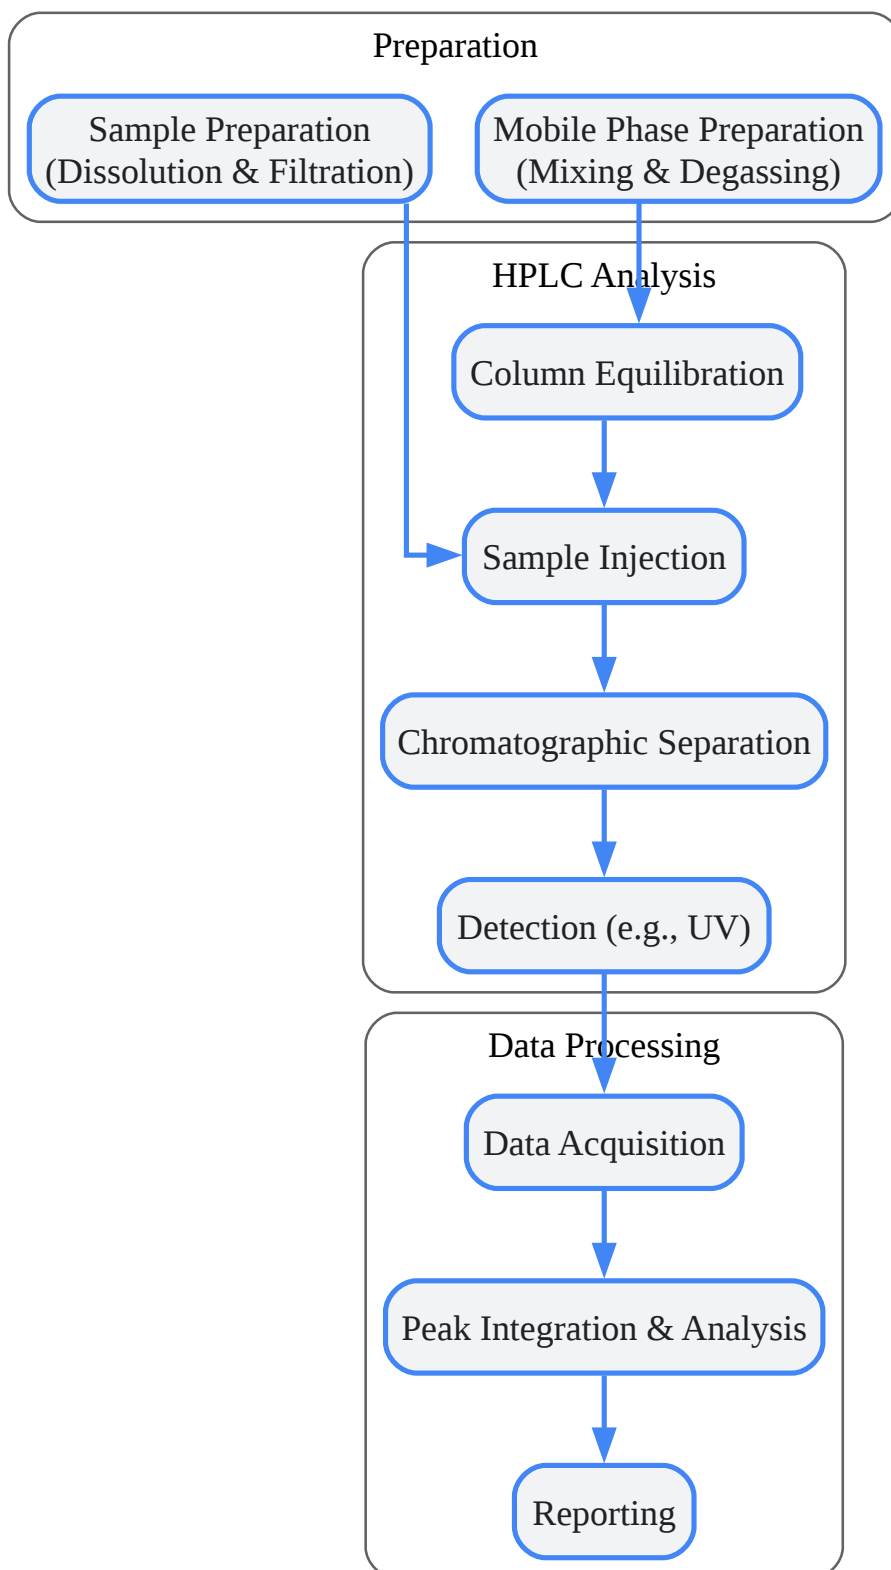 Preparation
Sample Preparation
(Dissolution & Filtration)
Mobile Phase Preparation
(Mixing & Degassing)
HPLC Analysis
Column Equilibration
Sample Injection
Chromatographic Separation
Detection (e.g., UV)
Data Processing
Data Acquisition
Peak Integration & Analysis
Reporting